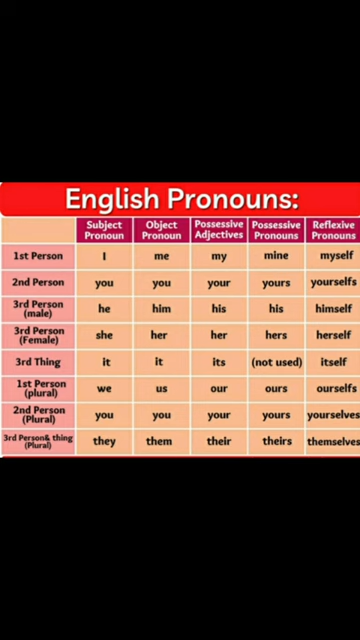 English Pronouns:
Subject Pronoun Object Pronoun Possessive Adjectives Possessive Pronouns Reflexive Pronouns
1st Person I me my mine myself
2nd Person you you your yours yourselfs
3rd Person (male) he him his his himself
3rd Person (Female) she her her hers herself
3rd Thing it it its (not used) itself
1st Person (plural) we us our ours ourselfs
2nd Person (Plural) you you your yours yourselves
3rd Person& thing (Plural) they them their theirs themselves